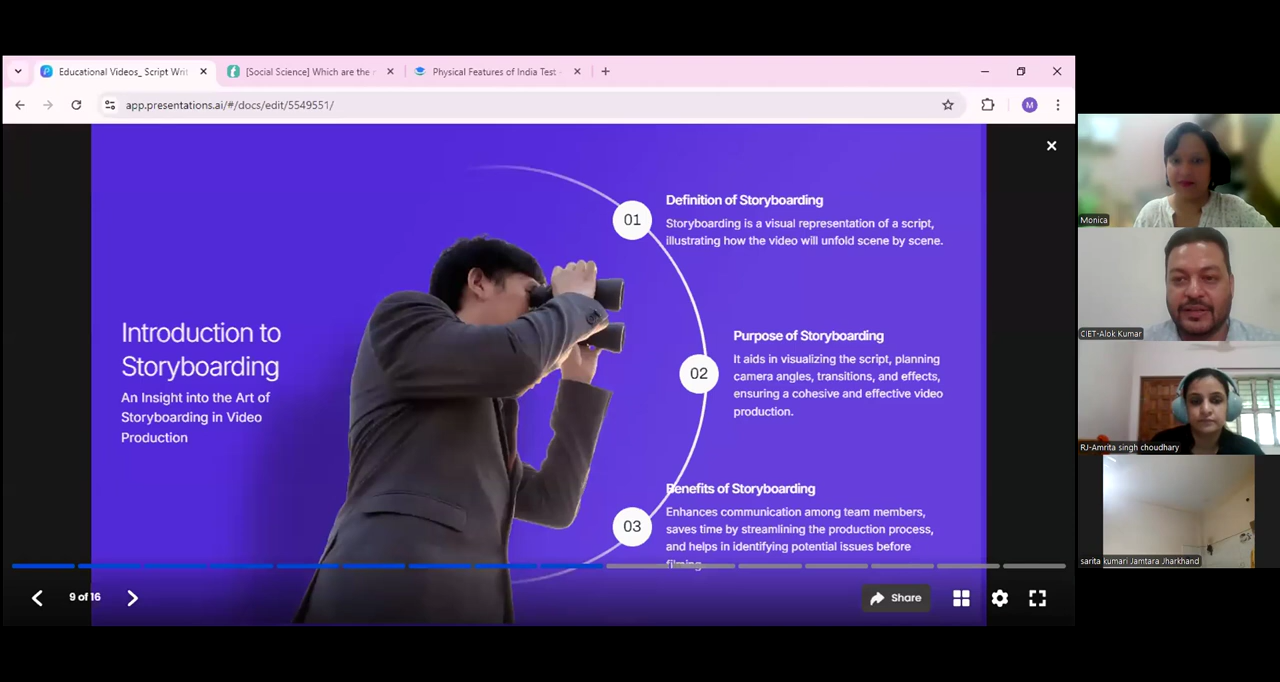 Educational Videos_ Script Writ
[Social Science] Which are the r
Physical Features of India Test -
app.presentations.ai/#/docs/edit/5549551/
M
Introduction to
Storyboarding
An Insight into the Art of
Storyboarding in Video
Production
01
Definition of Storyboarding
Storyboarding is a visual representation of a script,
illustrating how the video will unfold scene by scene.
02
Purpose of Storyboarding
It aids in visualizing the script, planning
camera angles, transitions, and effects,
ensuring a cohesive and effective video
production.
03
Benefits of Storyboarding
Enhances communication among team members,
saves time by streamlining the production process,
and helps in identifying potential issues before
filming.
9 of 16
Share
Monica
CIET-Alok Kumar
RJ-Amrita singh choudhary
sarita kumari Jamtara Jharkhand